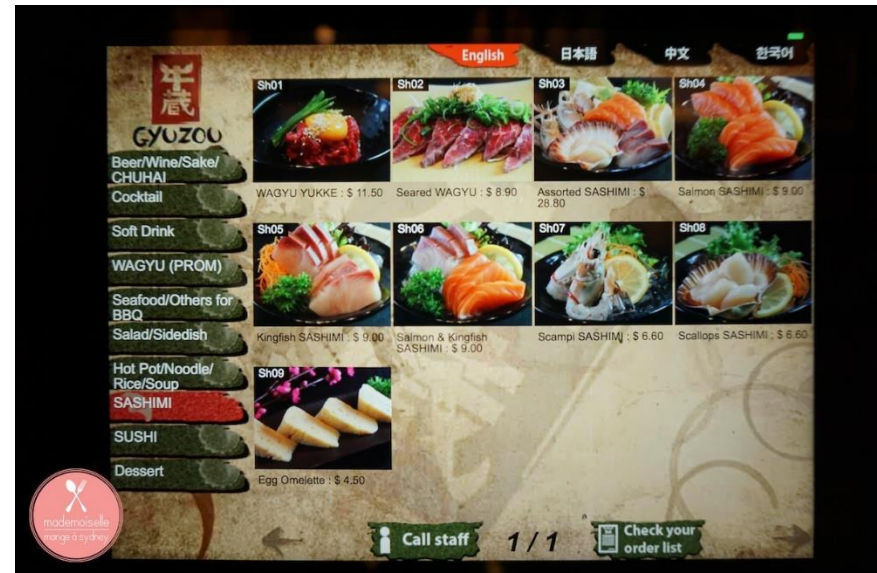 English
日本語
中文
한국어
牛
蔵
GYUZOU
Beer/Wine/Sake/
CHUHAI
Cocktail
Soft Drink
WAGYU (PROM)
Seafood/Others for
BBQ
Salad/Sidedish
Hot Pot/Noodle/
Rice/Soup
SASHIMI
SUSHI
Dessert
Sh01
WAGYU YUKKE : $ 11.50
Sh02
Seared WAGYU : $ 8.90
Sh03
Assorted SASHIMI : $
28.80
Sh04
Salmon SASHIMI : $ 9.00
Sh05
Kingfish SASHIMI : $ 9.00
Sh06
Salmon & Kingfish
SASHIMI : $ 9.00
Sh07
Scampi SASHIMI : $ 6.60
Sh08
Scallops SASHIMI : $ 6.60
Sh09
Egg Omelette : $ 4.50
Call staff
1 / 1
Check your
order list
mademoiselle
mange à sydney